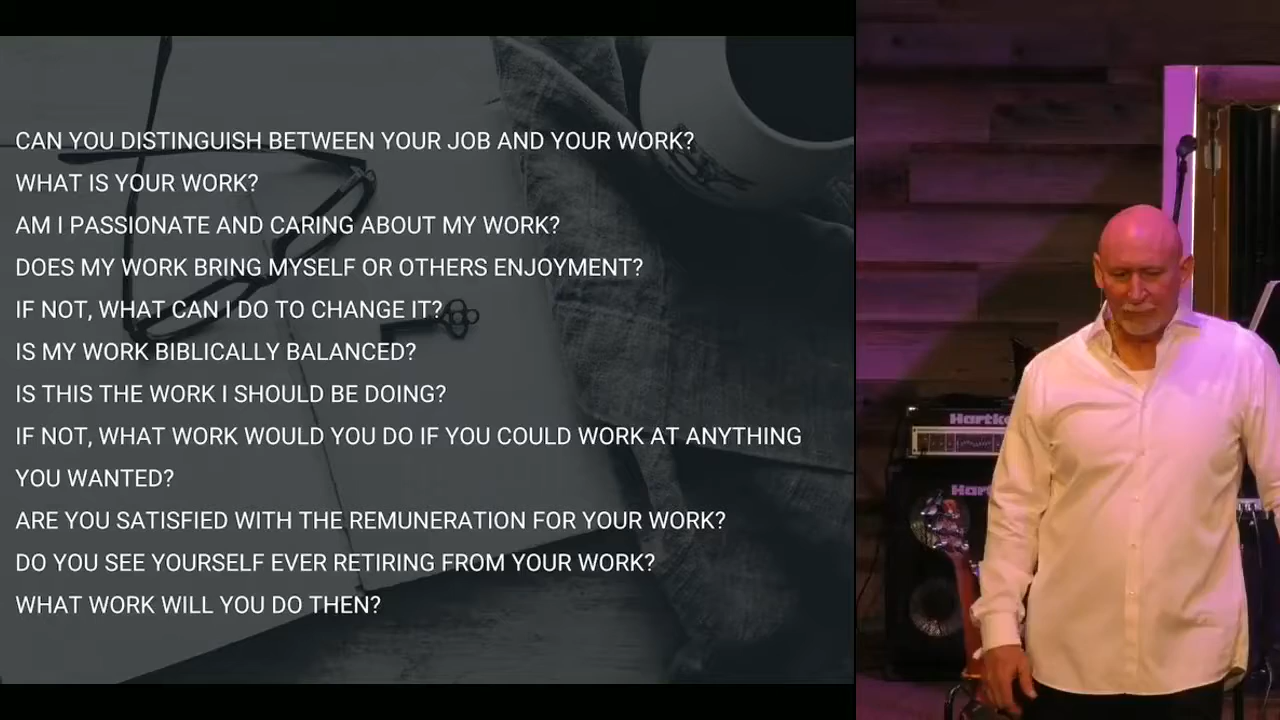 CAN YOU DISTINGUISH BETWEEN YOUR JOB AND YOUR WORK?
WHAT IS YOUR WORK?
AM I PASSIONATE AND CARING ABOUT MY WORK?
DOES MY WORK BRING MYSELF OR OTHERS ENJOYMENT?
IF NOT, WHAT CAN I DO TO CHANGE IT?
IS MY WORK BIBLICALLY BALANCED?
IS THIS THE WORK I SHOULD BE DOING?
IF NOT, WHAT WORK WOULD YOU DO IF YOU COULD WORK AT ANYTHING
YOU WANTED?
ARE YOU SATISFIED WITH THE REMUNERATION FOR YOUR WORK?
DO YOU SEE YOURSELF EVER RETIRING FROM YOUR WORK?
WHAT WORK WILL YOU DO THEN?